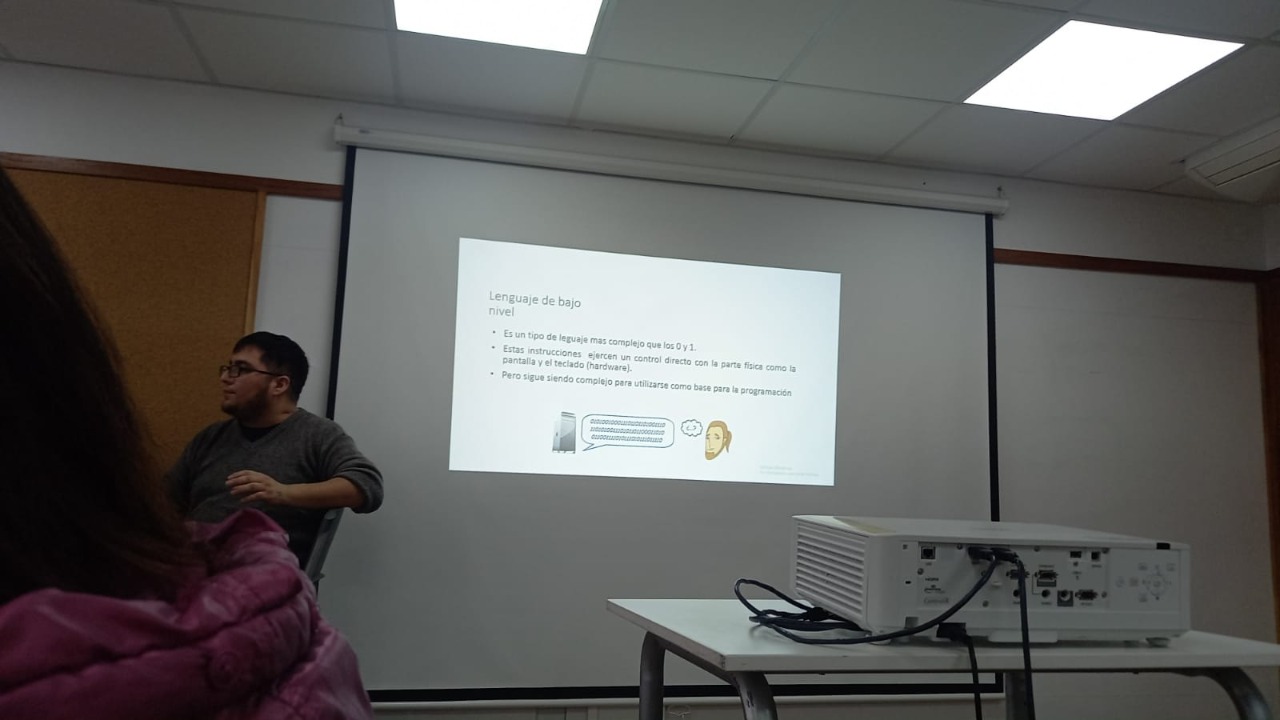 Lenguaje de bajo
nivel
• Es un tipo de leguaje mas complejo que los 0 y 1.
• Estas instrucciones ejercen un control directo con la parte física como la
pantalla y el teclado (hardware).
• Pero sigue siendo complejo para utilizarse como base para la programación